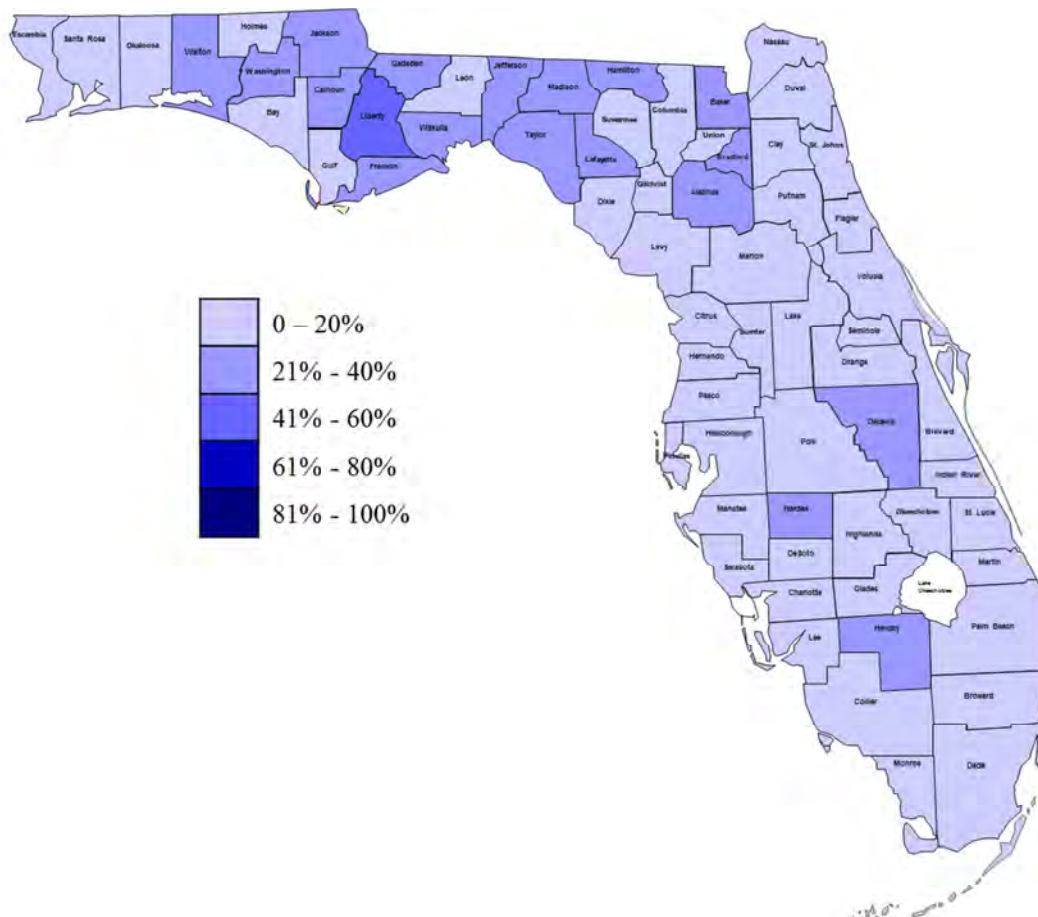 Escambia
Santa Rosa
Okaloosa
Walton
Holmes
Washington
Jackson
Bay
Calhoun
Gulf
Liberty
Gadsden
Franklin
Leon
Wakulla
Jefferson
Madison
Taylor
Hamilton
Suwannee
Lafayette
Columbia
Dixie
Gilchrist
Baker
Union
Bradford
Alachua
Levy
Nassau
Duval
Clay
St. Johns
Putnam
Flagler
Marion
Volusia
Citrus
Sumter
Lake
Seminole
Hernando
Orange
Pasco
Hillsborough
Pinellas
Polk
Osceola
Brevard
Indian River
Manatee
Hardee
Highlands
Okeechobee
St. Lucie
Sarasota
DeSoto
Martin
Charlotte
Glades
Lake
Okeechobee
Lee
Hendry
Palm Beach
Collier
Broward
Monroe
Dade
0 – 20%
21% - 40%
41% - 60%
61% - 80%
81% - 100%